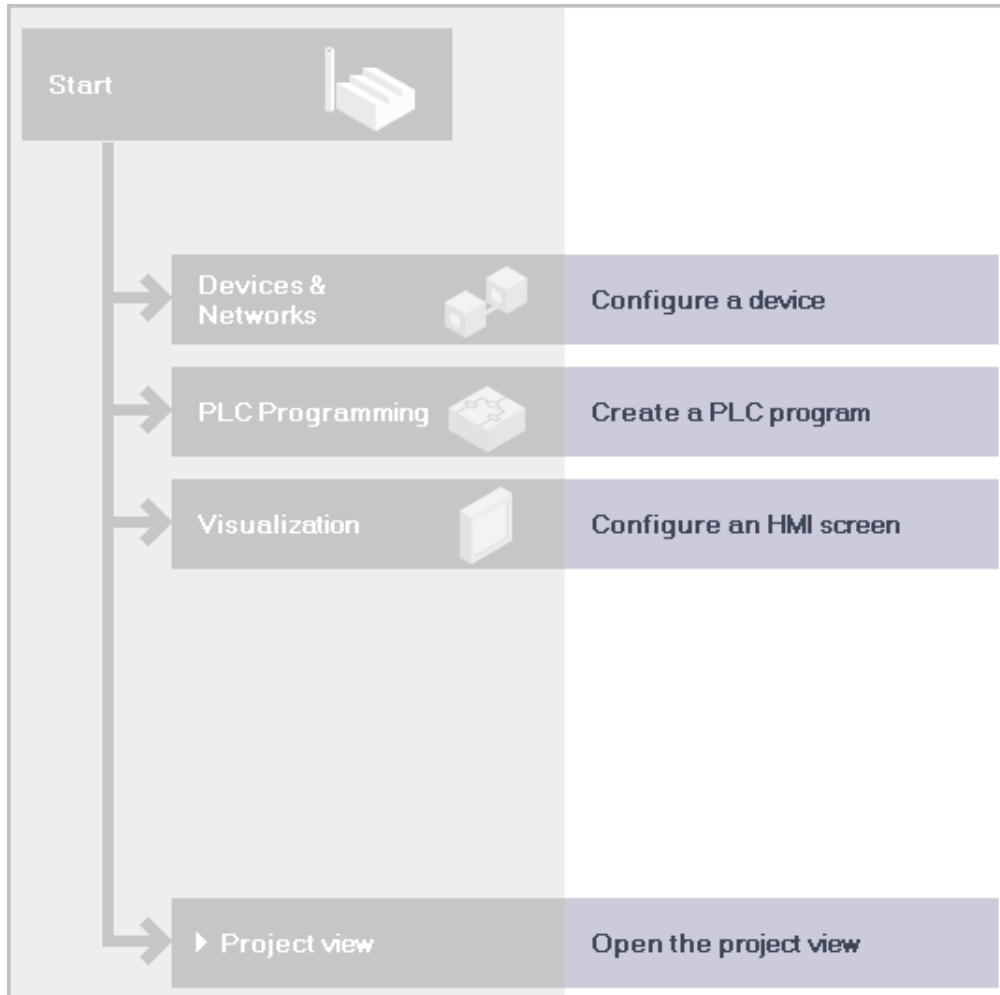 Start
Devices &
Networks
Configure a device
PLC Programming
Create a PLC program
Visualization
Configure an HMI screen
Project view
Open the project view